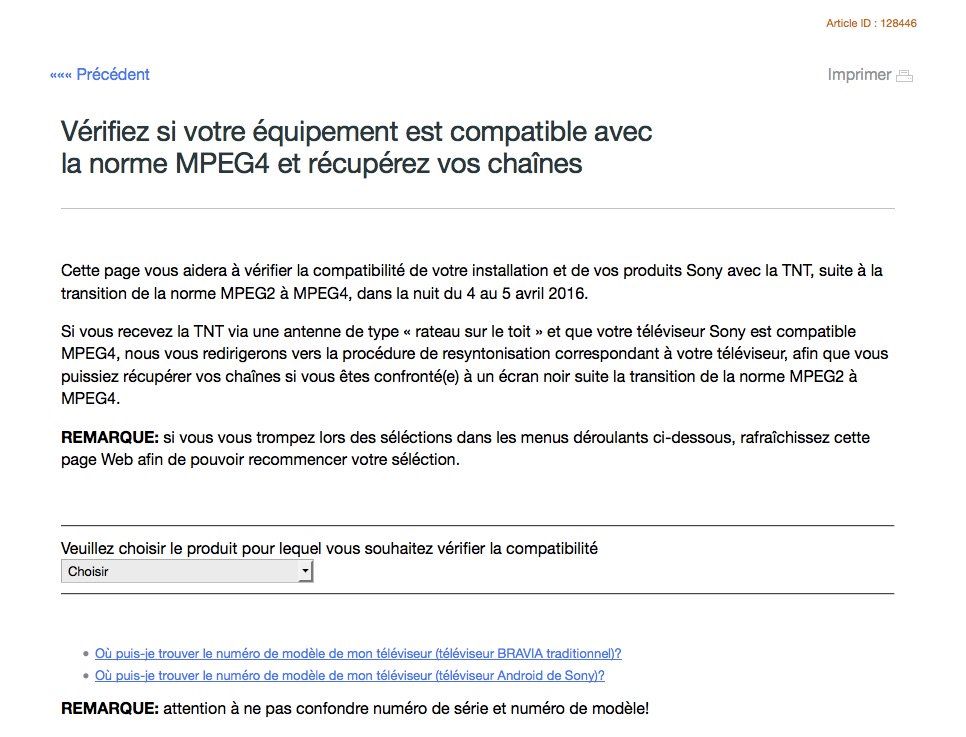 Article ID : 128446
««« Précédent
Imprimer
Vérifiez si votre équipement est compatible avec
la norme MPEG4 et récupérez vos chaînes
Cette page vous aidera à vérifier la compatibilité de votre installation et de vos produits Sony avec la TNT, suite à la
transition de la norme MPEG2 à MPEG4, dans la nuit du 4 au 5 avril 2016.
Si vous recevez la TNT via une antenne de type « rateau sur le toit » et que votre téléviseur Sony est compatible
MPEG4, nous vous redirigerons vers la procédure de resyntonisation correspondant à votre téléviseur, afin que vous
puissiez récupérer vos chaînes si vous êtes confronté(e) à un écran noir suite la transition de la norme MPEG2 à
MPEG4.
REMARQUE: si vous vous trompez lors des séléctions dans les menus déroulants ci-dessous, rafraîchissez cette
page Web afin de pouvoir recommencer votre séléction.
Veuillez choisir le produit pour lequel vous souhaitez vérifier la compatibilité
Choisir
• Où puis-je trouver le numéro de modèle de mon téléviseur (téléviseur BRAVIA traditionnel)?
• Où puis-je trouver le numéro de modèle de mon téléviseur (téléviseur Android de Sony)?
REMARQUE: attention à ne pas confondre numéro de série et numéro de modèle!